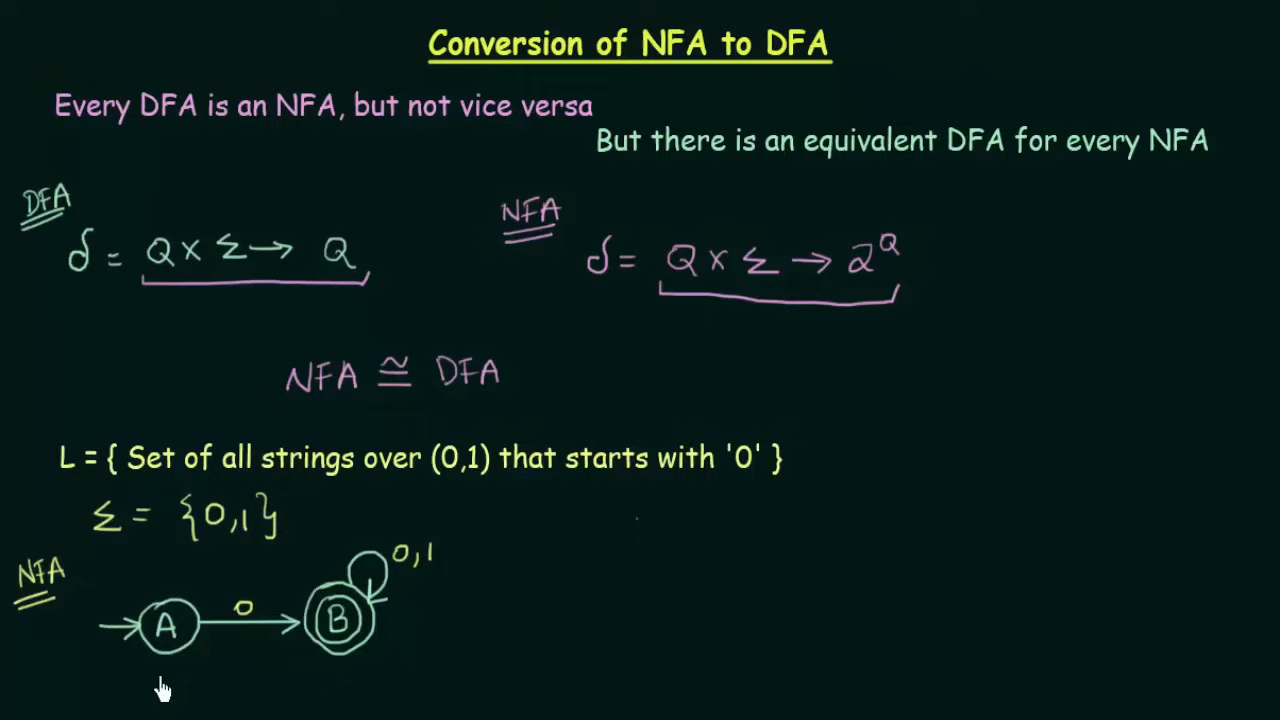 Conversion of NFA to DFA
Every DFA is an NFA, but not vice versa
But there is an equivalent DFA for every NFA
DFA
δ = Q x Σ → Q
NFA
δ = Q x Σ → 2^Q
NFA ≅ DFA
L = { Set of all strings over (0,1) that starts with '0' }
Σ = {0,1}
NFA
0,1
A 0 B